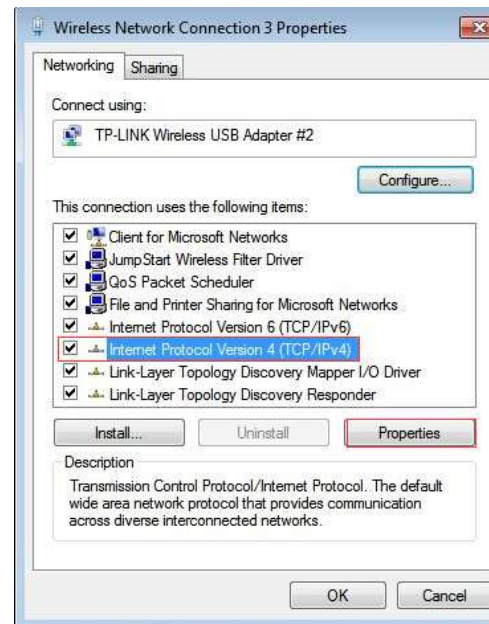 Wireless Network Connection 3 Properties
Networking
Sharing
Connect using:
TP-LINK Wireless USB Adapter #2
Configure...
This connection uses the following items:
Client for Microsoft Networks
JumpStart Wireless Filter Driver
QoS Packet Scheduler
File and Printer Sharing for Microsoft Networks
Internet Protocol Version 6 (TCP/IPv6)
Internet Protocol Version 4 (TCP/IPv4)
Link-Layer Topology Discovery Mapper I/O Driver
Link-Layer Topology Discovery Responder
Install...
Uninstall
Properties
Description
Transmission Control Protocol/Internet Protocol. The default
wide area network protocol that provides communication
across diverse interconnected networks.
OK
Cancel